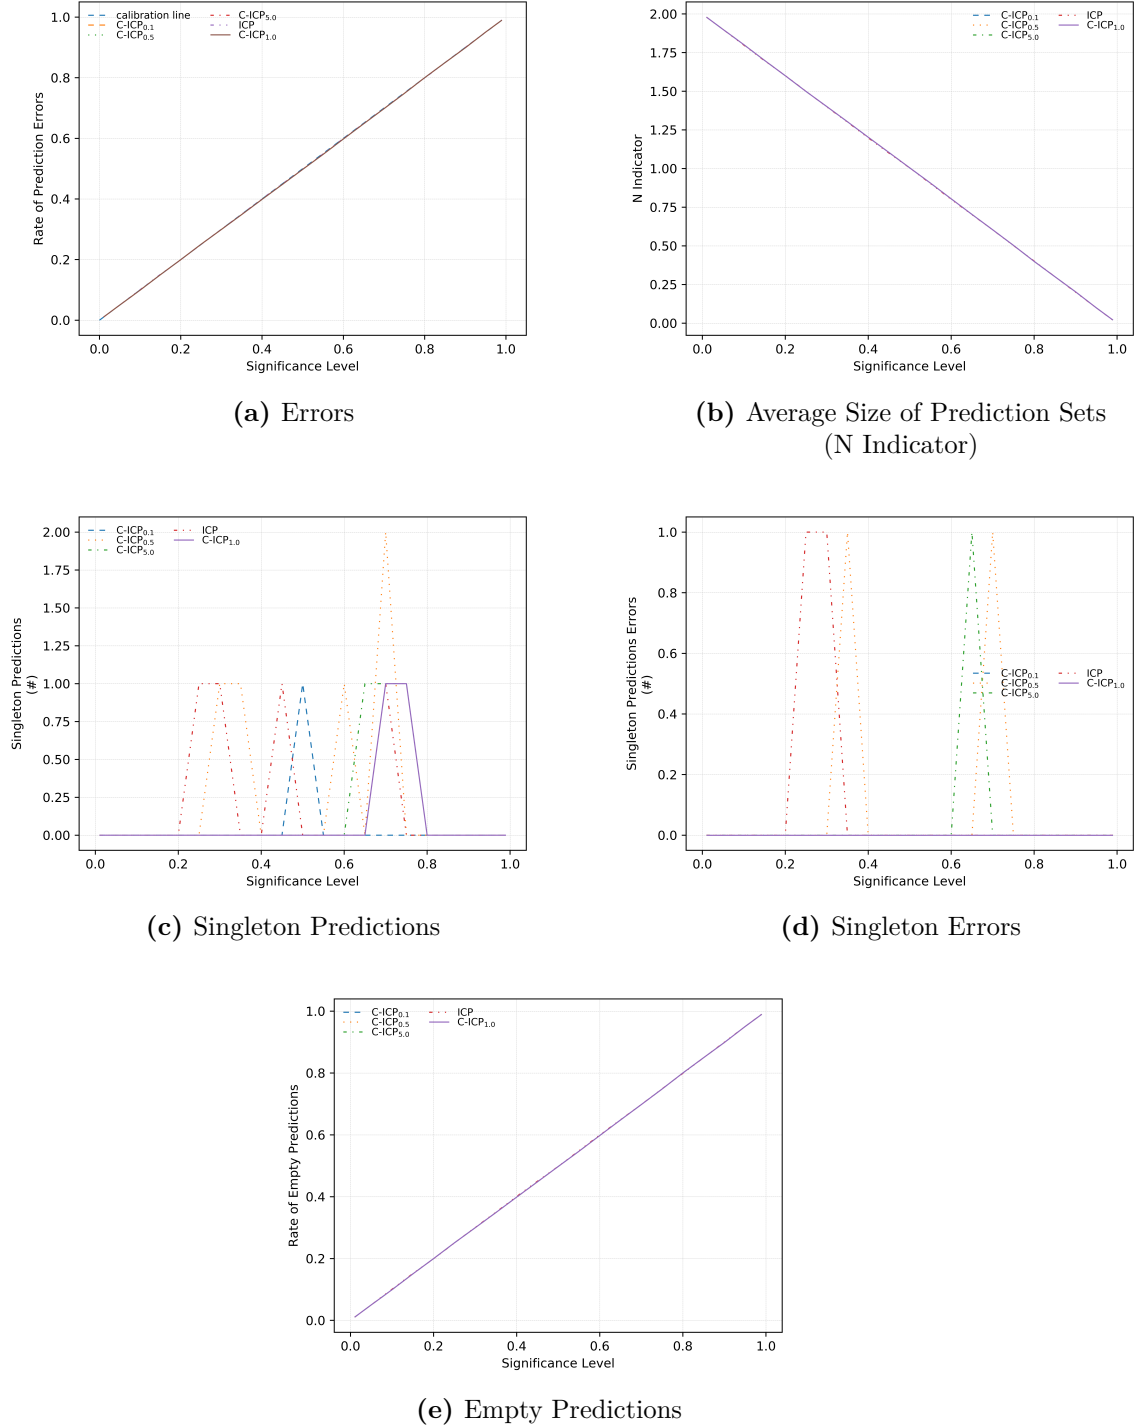 calibration line
C-ICP0.1
C-ICP0.5
C-ICP5.0
ICP
C-ICP1.0
1.0
0.8
0.6
0.4
0.2
0.0
Rate of Prediction Errors
0.0 0.2 0.4 0.6 0.8 1.0
Significance Level
(a) Errors
C-ICP0.1
C-ICP0.5
C-ICP5.0
ICP
C-ICP1.0
2.00
1.75
1.50
1.25
1.00
0.75
0.50
0.25
0.00
N Indicator
0.0 0.2 0.4 0.6 0.8 1.0
Significance Level
(b) Average Size of Prediction Sets
(N Indicator)
C-ICP0.1
C-ICP0.5
C-ICP5.0
ICP
C-ICP1.0
2.00
1.75
1.50
1.25
1.00
0.75
0.50
0.25
0.00
Singleton Predictions
(#)
0.0 0.2 0.4 0.6 0.8 1.0
Significance Level
(c) Singleton Predictions
1.0
0.8
0.6
0.4
0.2
0.0
Singleton Predictions Errors
(#)
C-ICP0.1
C-ICP0.5
C-ICP5.0
ICP
C-ICP1.0
0.0 0.2 0.4 0.6 0.8 1.0
Significance Level
(d) Singleton Errors
C-ICP0.1
C-ICP0.5
C-ICP5.0
ICP
C-ICP1.0
1.0
0.8
0.6
0.4
0.2
0.0
Rate of Empty Predictions
0.0 0.2 0.4 0.6 0.8 1.0
Significance Level
(e) Empty Predictions